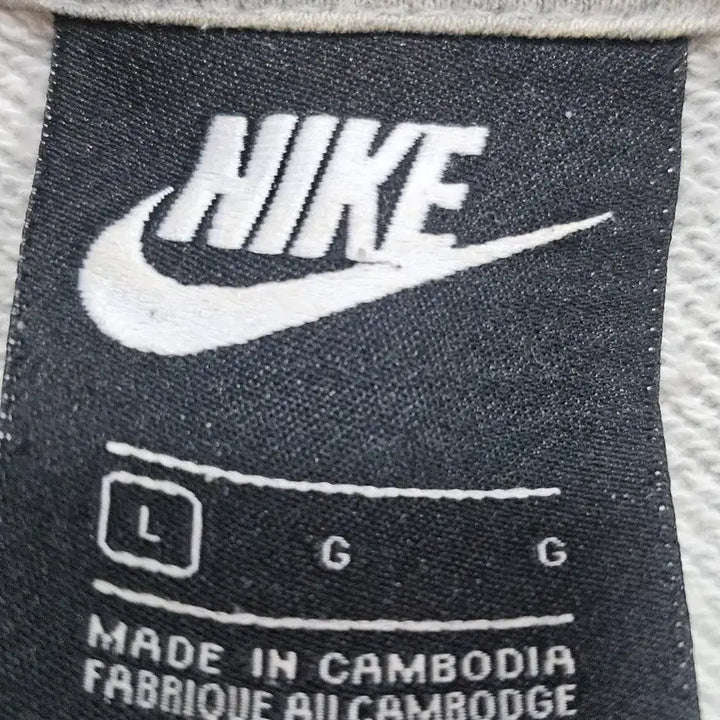 NIKE
L G G
MADE IN CAMBODIA
FABRIQUE AU CAMBODGE